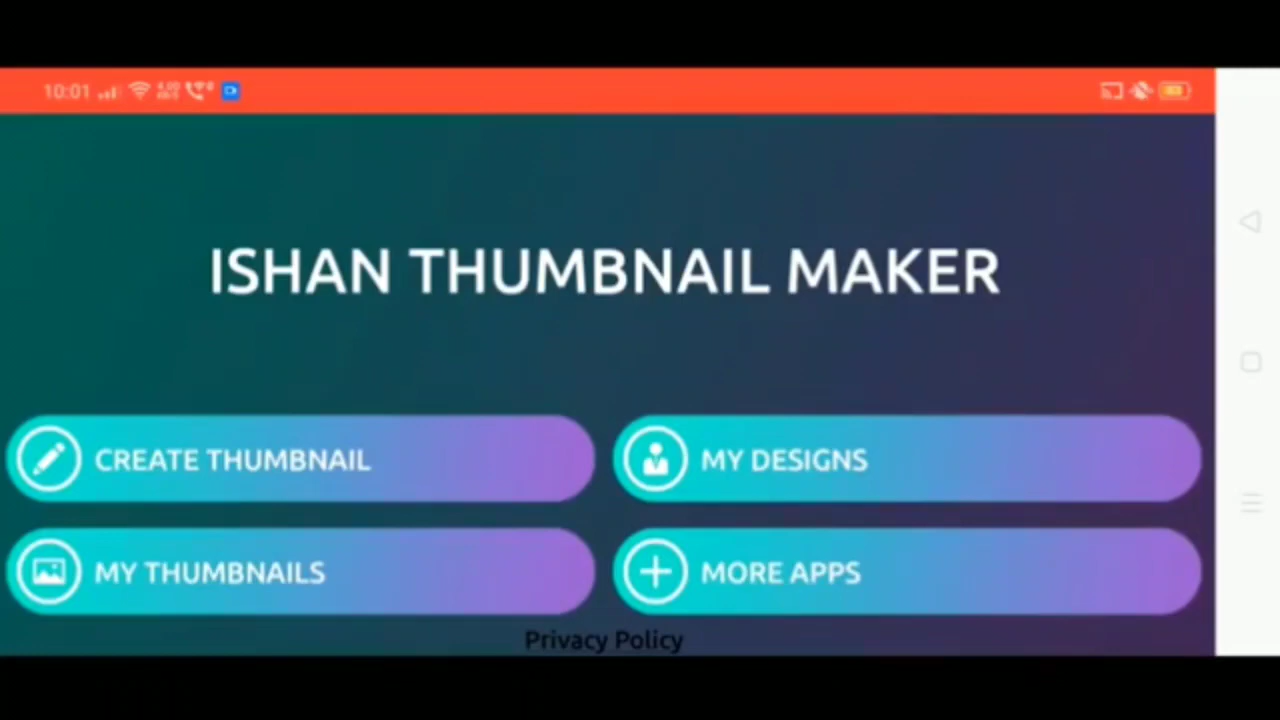 10:01
ISHAN THUMBNAIL MAKER
CREATE THUMBNAIL
MY DESIGNS
MY THUMBNAILS
MORE APPS
Privacy Policy